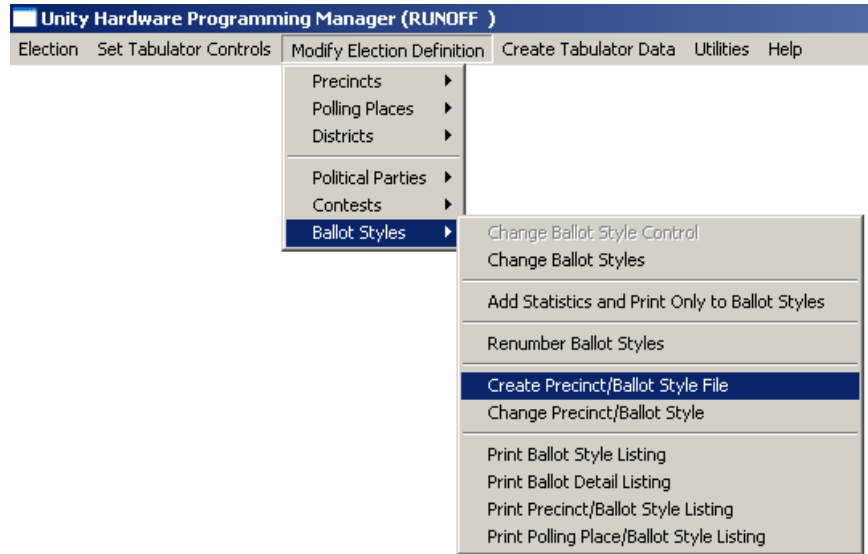 Unity Hardware Programming Manager (RUNOFF )
Election Set Tabulator Controls Modify Election Definition Create Tabulator Data Utilities Help
Precincts
Polling Places
Districts
Political Parties
Contests
Ballot Styles
Change Ballot Style Control
Change Ballot Styles
Add Statistics and Print Only to Ballot Styles
Renumber Ballot Styles
Create Precinct/Ballot Style File
Change Precinct/Ballot Style
Print Ballot Style Listing
Print Ballot Detail Listing
Print Precinct/Ballot Style Listing
Print Polling Place/Ballot Style Listing